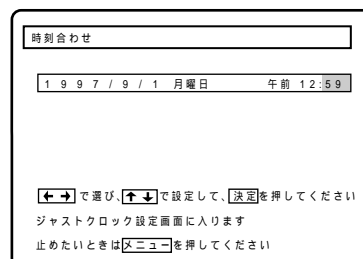 時刻合わせ
1997/9/1 月曜日 午前 12:59
← → で選び、↑ ↓ で設定して、決定を押してください
ジャストクロック設定画面に入ります
止めたいときはメニューを押してください